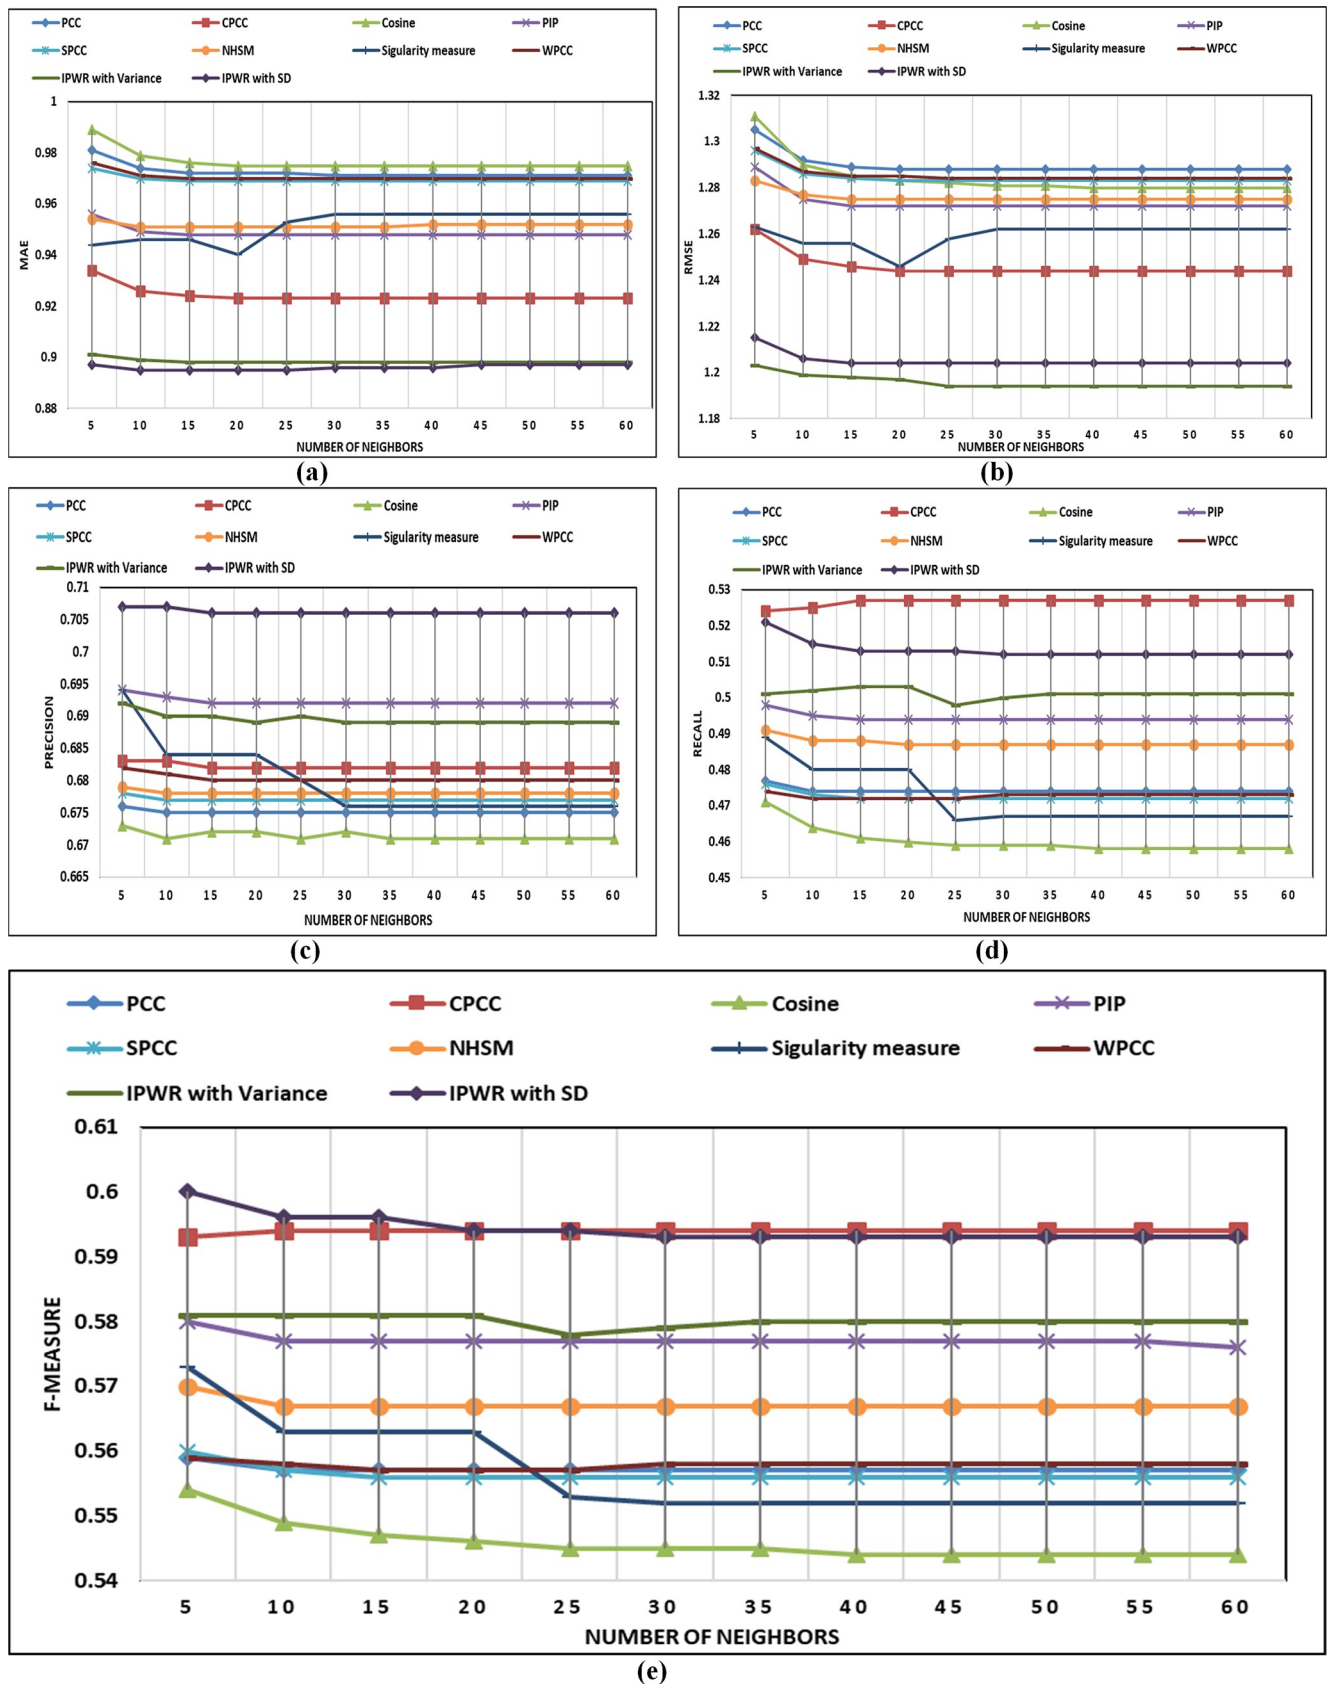 PCC CPCC Cosine PIP
SPCC NHSM Sigularity measure WPCC
IPWR with Variance IPWR with SD
1
0.98
0.96
0.94
0.92
0.9
0.88
MAE
5 10 15 20 25 30 35 40 45 50 55 60
NUMBER OF NEIGHBORS
(a)
PCC CPCC Cosine PIP
SPCC NHSM Sigularity measure WPCC
IPWR with Variance IPWR with SD
1.32
1.3
1.28
1.26
1.24
1.22
1.2
1.18
RMSE
5 10 15 20 25 30 35 40 45 50 55 60
NUMBER OF NEIGHBORS
(b)
PCC CPCC Cosine PIP
SPCC NHSM Sigularity measure WPCC
IPWR with Variance IPWR with SD
0.71
0.705
0.7
0.695
0.69
0.685
0.68
0.675
0.67
0.665
PRECISION
5 10 15 20 25 30 35 40 45 50 55 60
NUMBER OF NEIGHBORS
(c)
PCC CPCC Cosine PIP
SPCC NHSM Sigularity measure WPCC
IPWR with Variance IPWR with SD
0.53
0.52
0.51
0.5
0.49
0.48
0.47
0.46
0.45
RECALL
5 10 15 20 25 30 35 40 45 50 55 60
NUMBER OF NEIGHBORS
(d)
PCC CPCC Cosine PIP
SPCC NHSM Sigularity measure WPCC
IPWR with Variance IPWR with SD
0.61
0.6
0.59
0.58
0.57
0.56
0.55
0.54
F-MEASURE
5 10 15 20 25 30 35 40 45 50 55 60
NUMBER OF NEIGHBORS
(e)